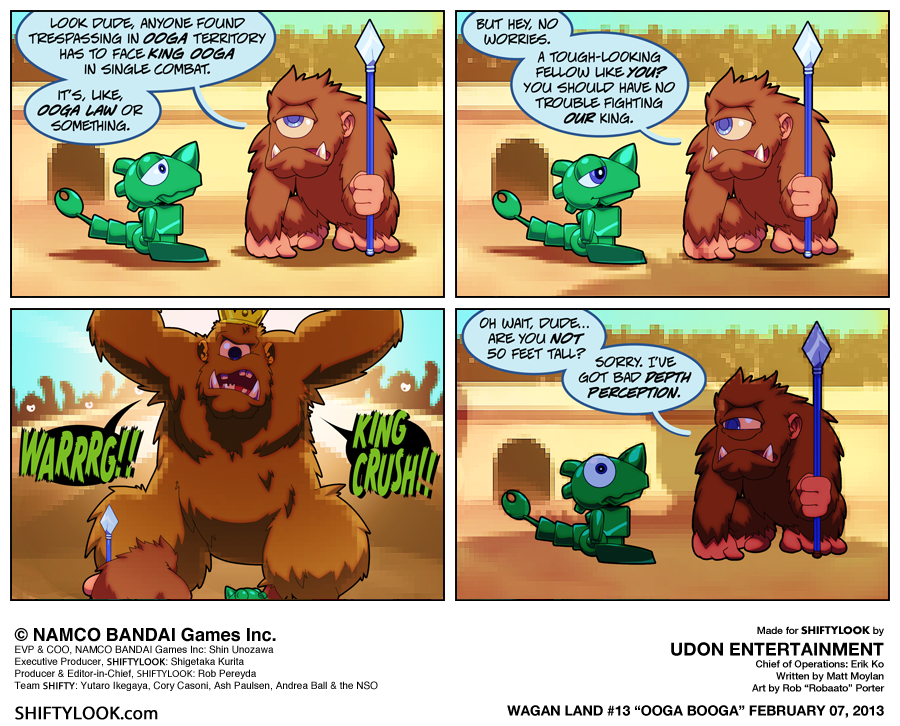 LOOK DUDE, ANYONE FOUND
TRESPASSING IN OOGA TERRITORY
HAS TO FACE KING OOGA
IN SINGLE COMBAT.
IT'S, LIKE,
OOGA LAW OR
SOMETHING.
BUT HEY, NO
WORRIES.
A TOUGH-LOOKING
FELLOW LIKE YOU?
YOU SHOULD HAVE NO
TROUBLE FIGHTING
OUR KING.
WARRRG!!
KING
CRUSH!!
OH WAIT, DUDE...
ARE YOU NOT
50 FEET TALL?
SORRY. I'VE
GOT BAD DEPTH
PERCEPTION.
© NAMCO BANDAI Games Inc.
EVP & COO, NAMCO BANDAI Games Inc: Shin Unozawa
Executive Producer, SHIFTYLOOK: Shigetaka Kurita
Producer & Editor-in-Chief, SHIFTYLOOK: Rob Pereyda
Team SHIFTY: Yutaro Ikegaya, Cory Casoni, Ash Paulsen, Andrea Ball & the NSO
SHIFTYLOOK.com
Made for SHIFTYLOOK by
UDON ENTERTAINMENT
Chief of Operations: Erik Ko
Written by Matt Moylan
Art by Rob “Robaato” Porter
WAGAN LAND #13 “OOGA BOOGA” FEBRUARY 07, 2013